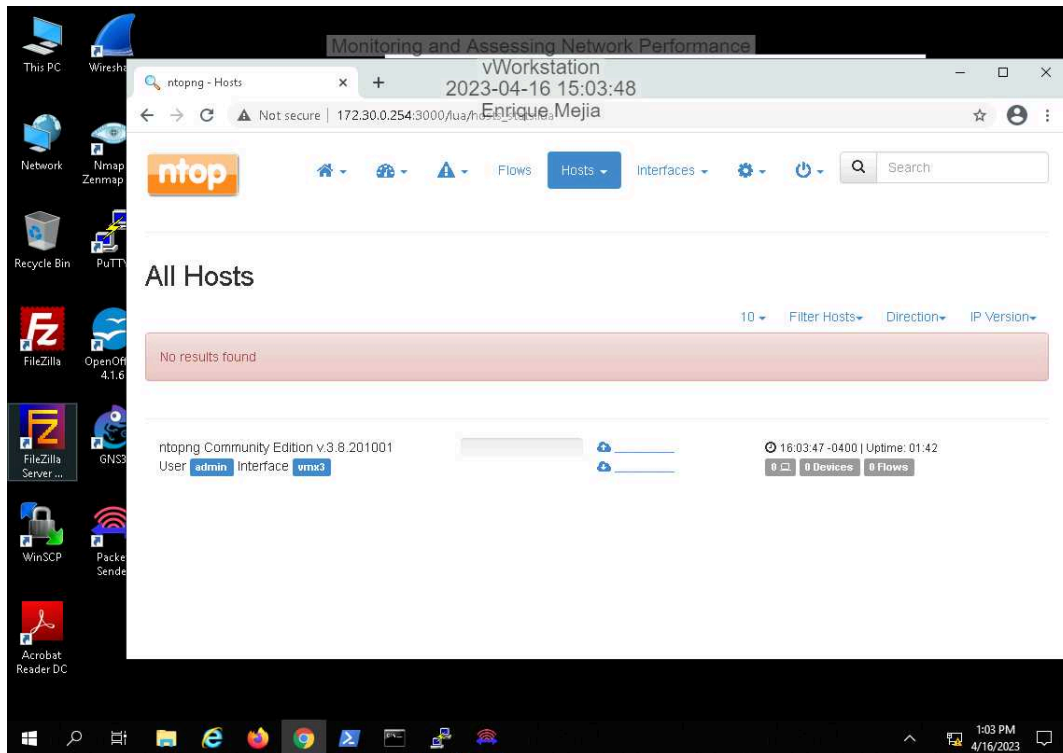 Monitoring and Assessing Network Performance
vWorkstation
2023-04-16 15:03:48
Enrique Mejia
This PC
Network
Nmap
Zenmap
Recycle Bin
PuTTY
FileZilla
4.1.6
FileZilla
Server ...
GNS3
WinSCP
Acrobat
Reader DC
ntopng - Hosts
Not secure | 172.30.0.254:3000/lua/
ntop
Flows
Hosts
Interfaces
Search
All Hosts
10
Filter Hosts
Direction
IP Version
No results found
ntopng Community Edition v.3.8.201001
User admin Interface vmx3
16:03:47 -0400 | Uptime: 01:42
0
0 Devices
0 Flows
1:03 PM
4/16/2023